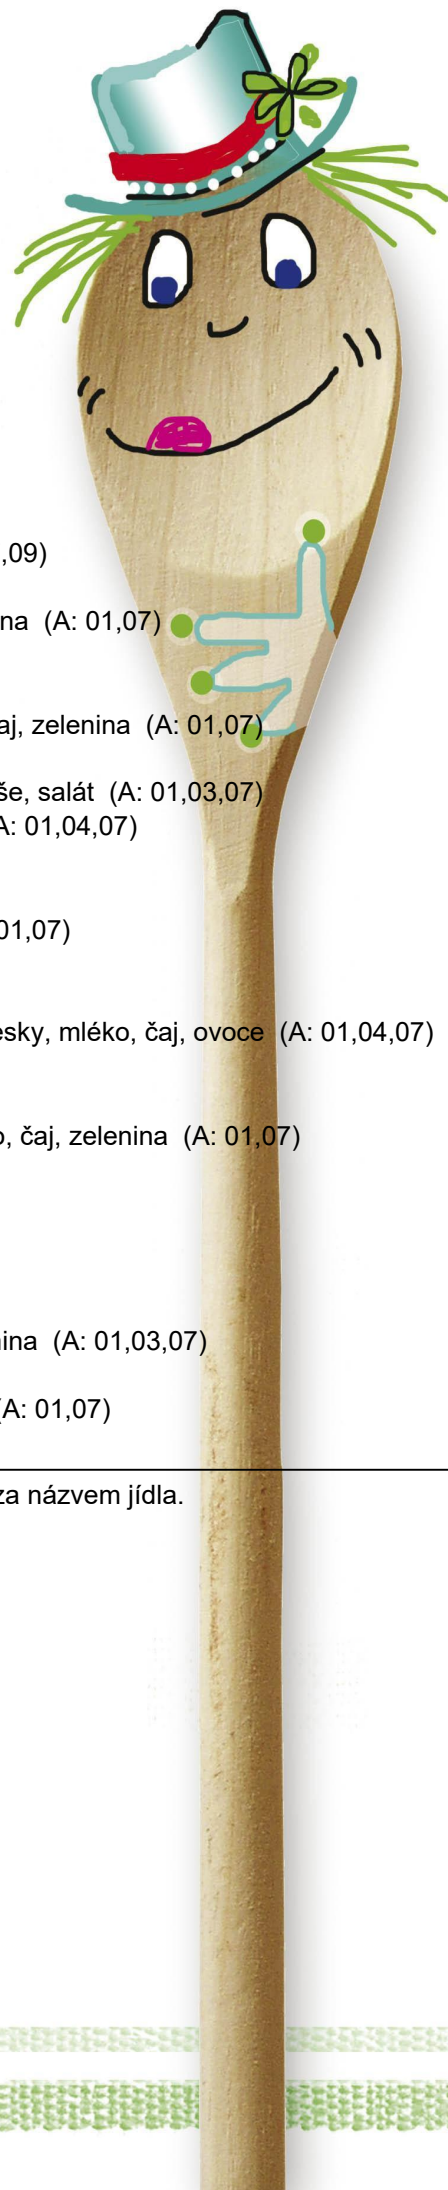 ,09)
na (A: 01,07)
aj, zelenina (A: 01,07)
še, salát (A: 01,03,07)
A: 01,04,07)
01,07)
esky, mléko, čaj, ovoce (A: 01,04,07)
o, čaj, zelenina (A: 01,07)
nina (A: 01,03,07)
(A: 01,07)
za názvem jídla.